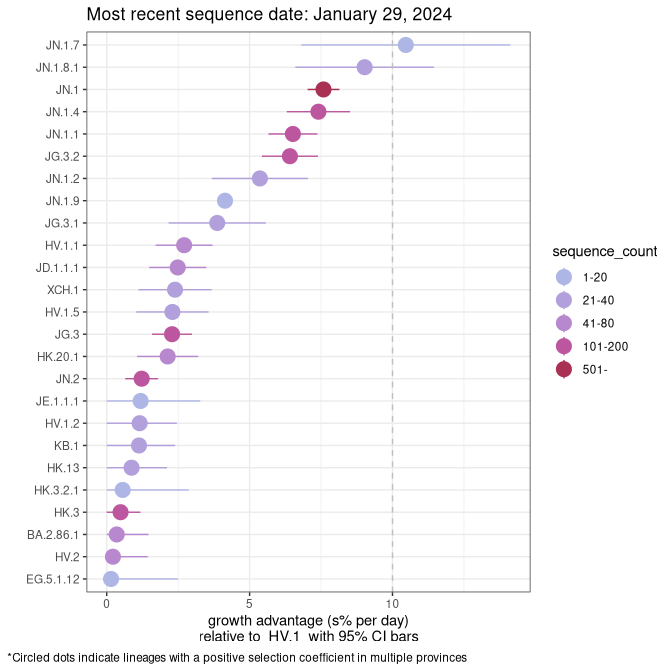 Most recent sequence date: January 29, 2024
JN.1.7
JN.1.8.1
JN.1
JN.1.4
JN.1.1
JG.3.2
JN.1.2
JN.1.9
JG.3.1
HV.1.1
JD.1.1.1
XCH.1
HV.1.5
JG.3
HK.20.1
JN.2
JE.1.1.1
HV.1.2
KB.1
HK.13
HK.3.2.1
HK.3
BA.2.86.1
HV.2
EG.5.1.12
0 5 10
growth advantage (s% per day)
relative to HV.1 with 95% CI bars
sequence_count
1-20
21-40
41-80
101-200
501-
*Circled dots indicate lineages with a positive selection coefficient in multiple provinces